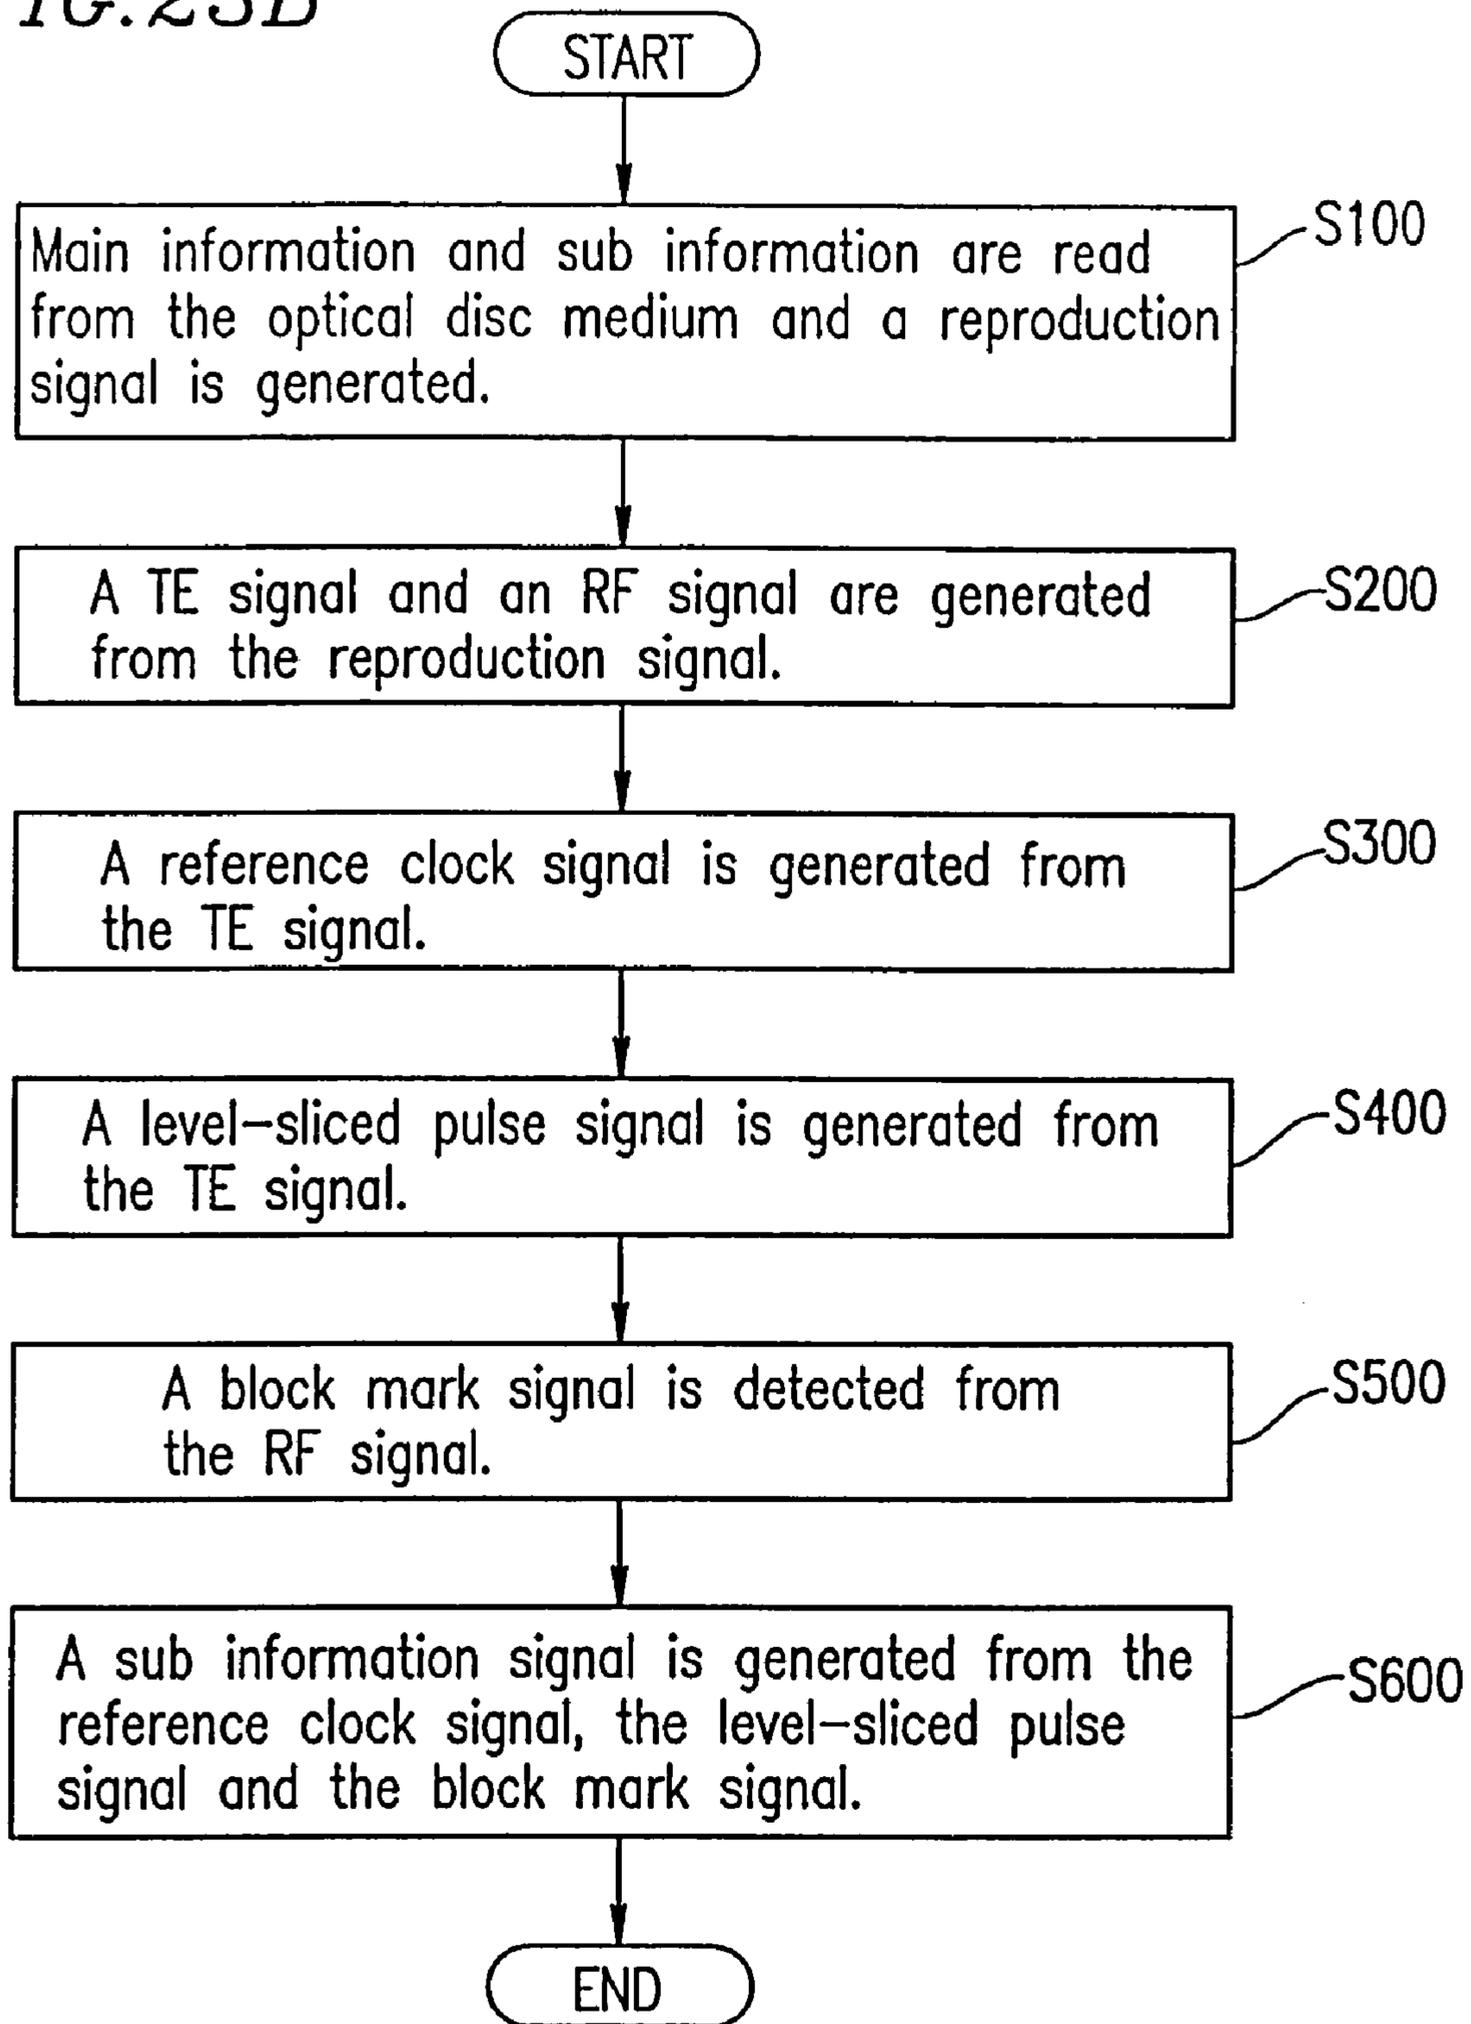 START
Main information and sub information are read
from the optical disc medium and a reproduction
signal is generated.
S100
A TE signal and an RF signal are generated
from the reproduction signal.
S200
A reference clock signal is generated from
the TE signal.
S300
A level-sliced pulse signal is generated from
the TE signal.
S400
A block mark signal is detected from
the RF signal.
S500
A sub information signal is generated from the
reference clock signal, the level-sliced pulse
signal and the block mark signal.
S600
END